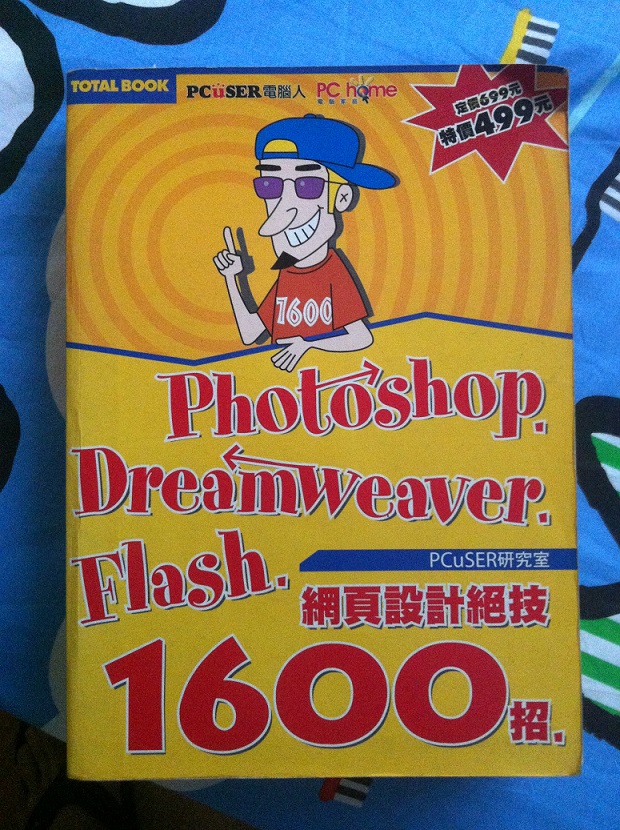 TOTAL BOOK
PCuSER電腦人
PC home
電腦家庭
定價699元
特價499元
1600
Photoshop.
Dreamweaver.
Flash.
PCuSER研究室
網頁設計絕技
1600招.